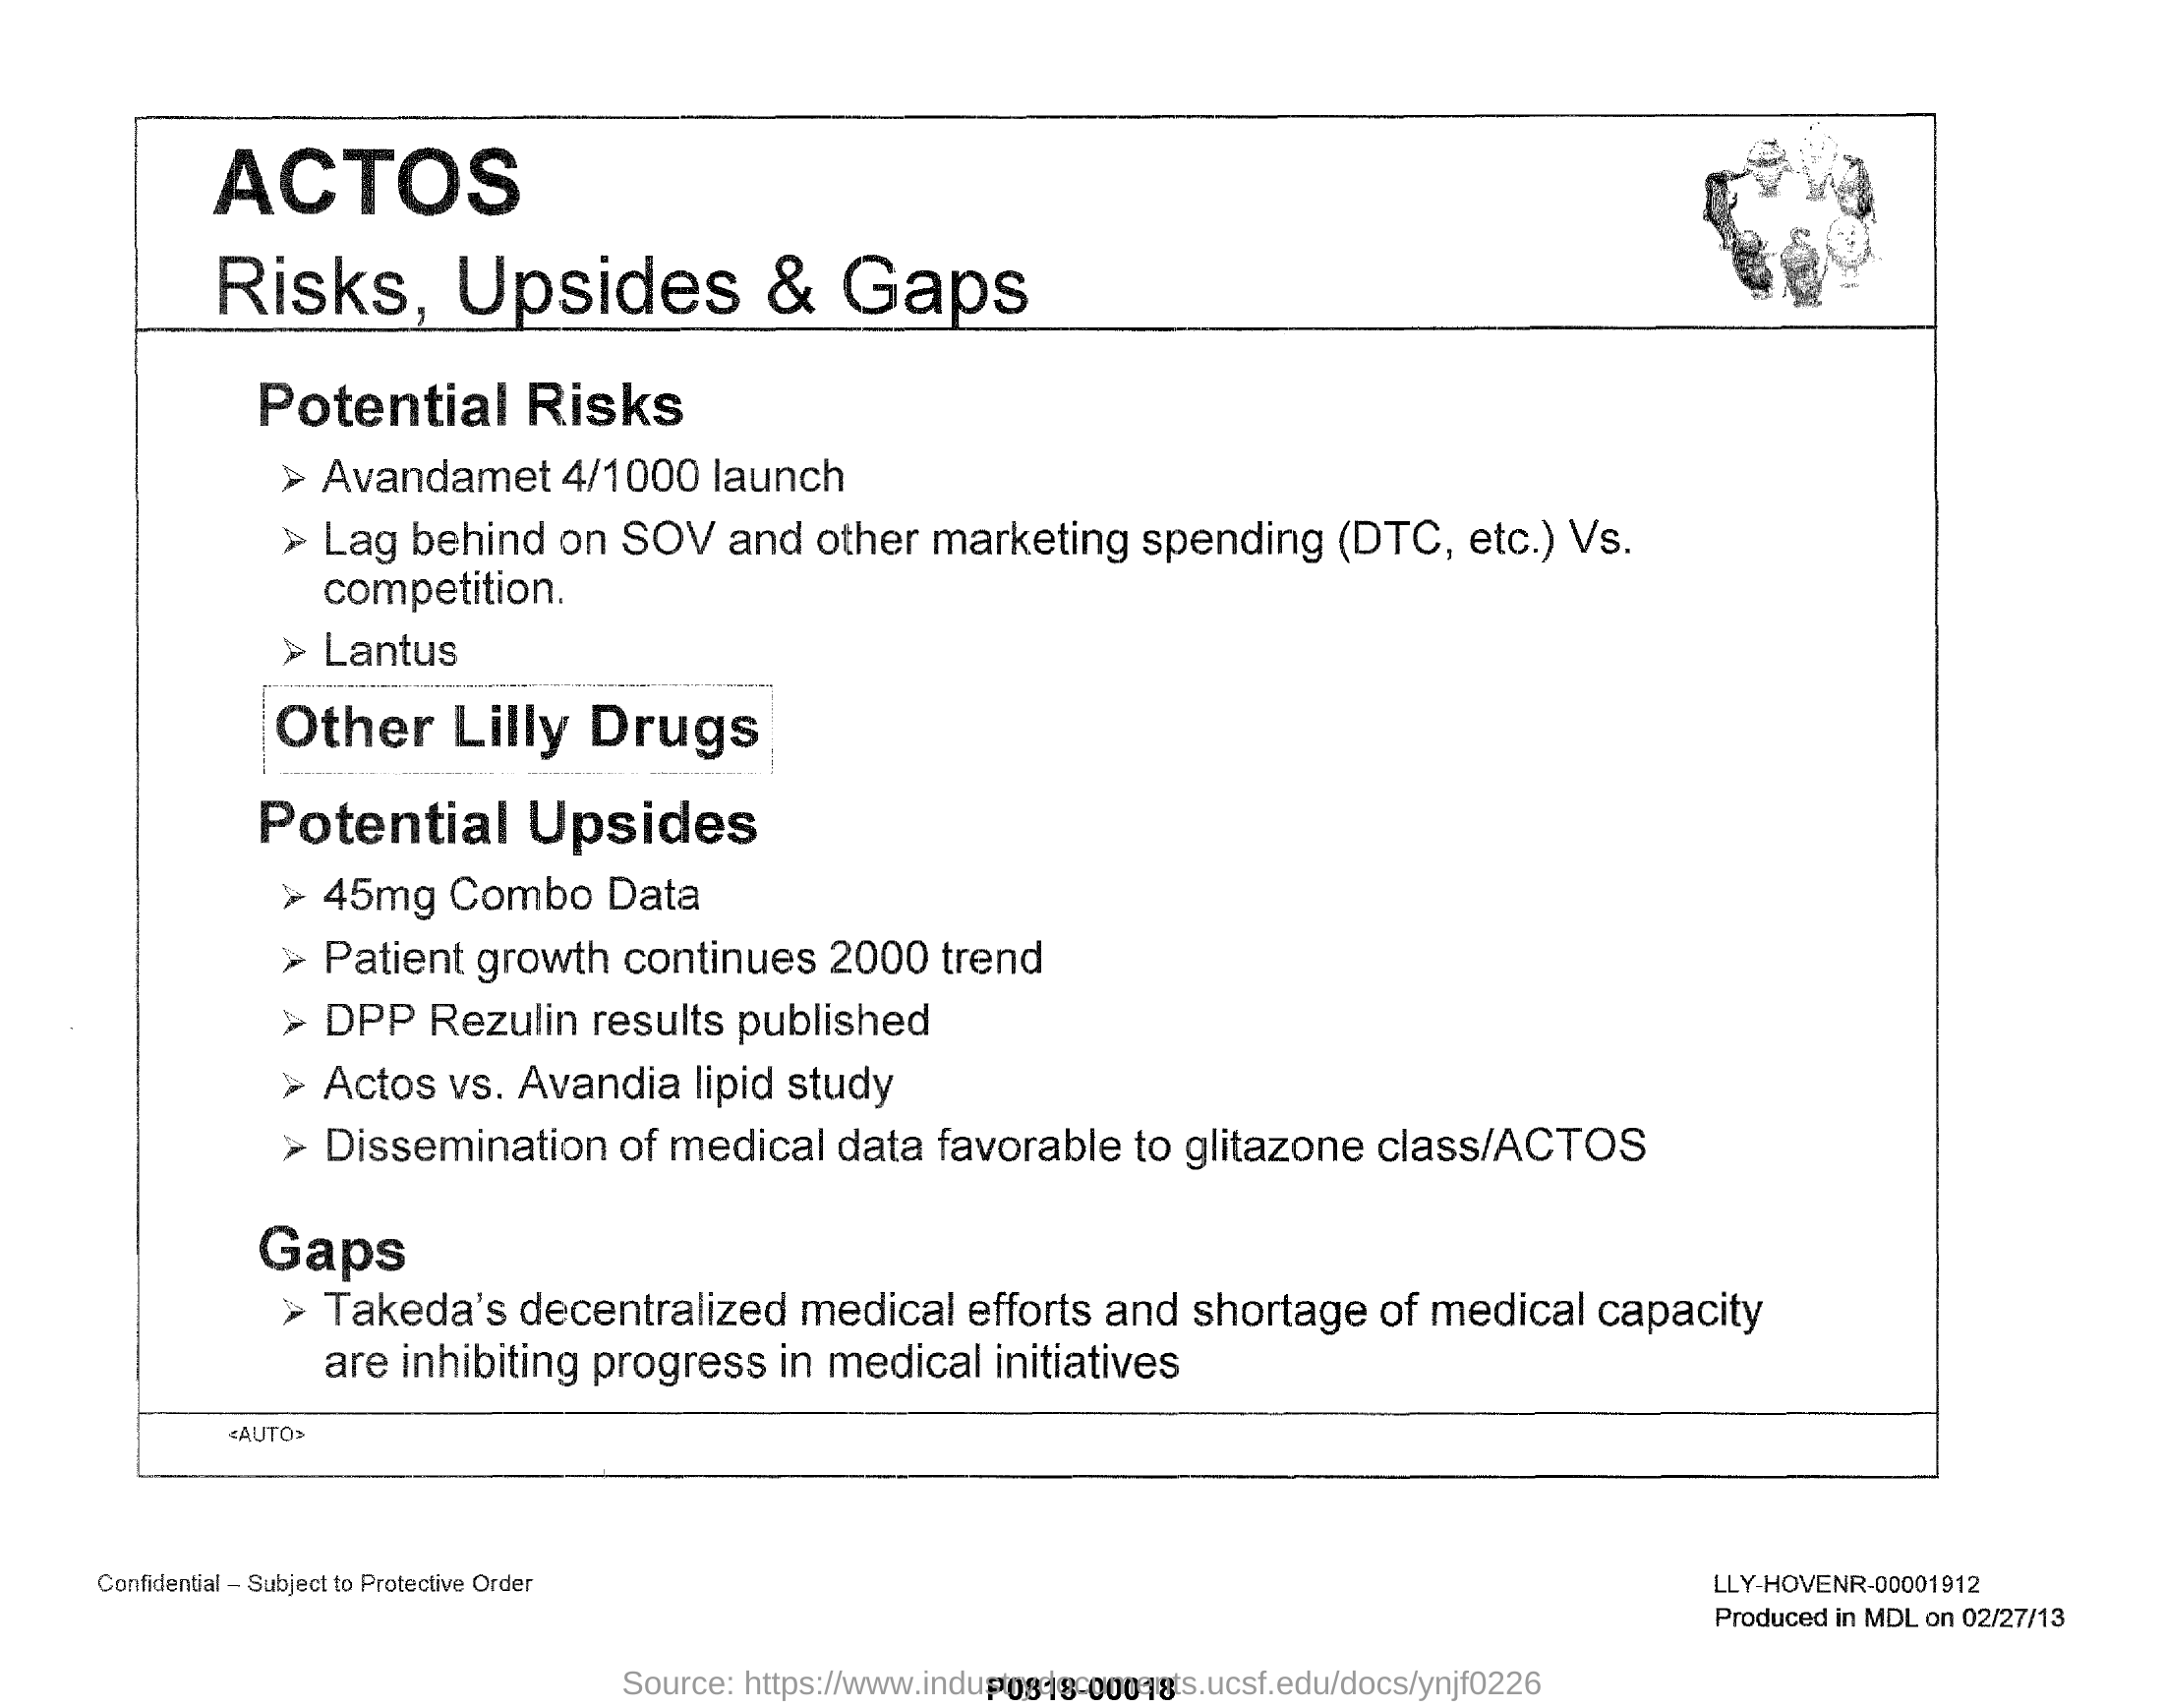 ACTOS
Risks, Upsides & Gaps
Potential Risks
➢ Avandamet 4/1000 launch
➢ Lag behind on SOV and other marketing spending (DTC, etc.) Vs.
competition.
➢ Lantus
Other Lilly Drugs
Potential Upsides
➢ 45mg Combo Data
➢ Patient growth continues 2000 trend
➢ DPP Rezulin results published
➢ Actos vs. Avandia lipid study
➢ Dissemination of medical data favorable to glitazone class/ACTOS
Gaps
➢ Takeda's decentralized medical efforts and shortage of medical capacity
are inhibiting progress in medical initiatives
<AUTO>
Confidential – Subject to Protective Order
LLY-HOVENR-00001912
Produced in MDL on 02/27/13
Source: https://www.industrydocuments.ucsf.edu/docs/ynjf0226
P0818-00018